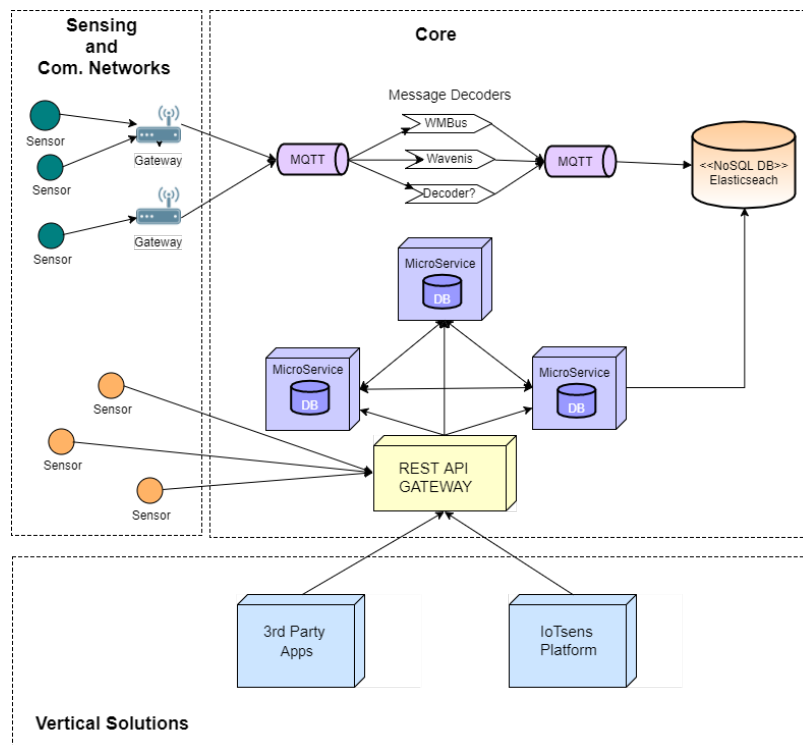 Sensing
and
Com. Networks
Core
Sensor
Sensor
Sensor
Gateway
Gateway
MQTT
Message Decoders
WMBus
Wavenis
Decoder?
MQTT
<<NoSQL DB>>
Elasticseach
MicroService
DB
MicroService
DB
MicroService
DB
Sensor
Sensor
Sensor
REST API
GATEWAY
3rd Party
Apps
IoTsens
Platform
Vertical Solutions